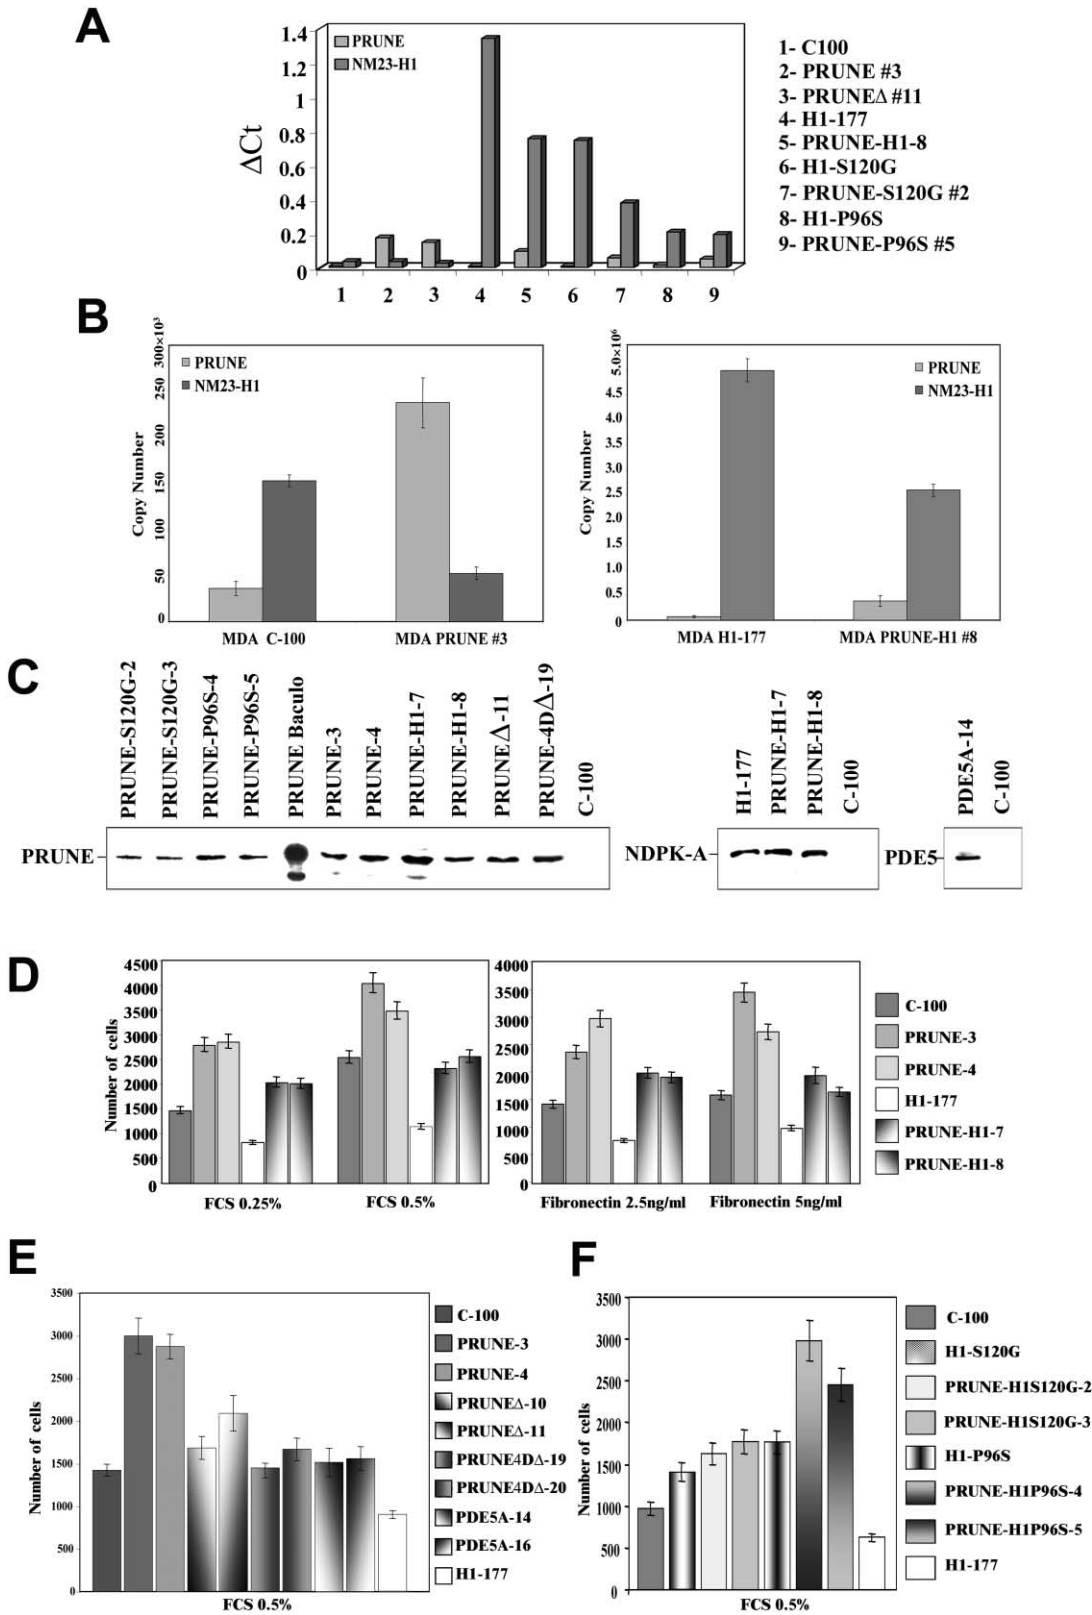 A
1.4
1.2
1
0.8
0.6
0.4
0.2
0
ΔCt
PRUNE
NM23-H1
1 2 3 4 5 6 7 8 9
1- C100
2- PRUNE #3
3- PRUNEΔ #11
4- H1-177
5- PRUNE-H1-8
6- H1-S120G
7- PRUNE-S120G #2
8- H1-P96S
9- PRUNE-P96S #5
B
Copy Number
300×10³
250
200
150
100
50
0
PRUNE
NM23-H1
MDA C-100 MDA PRUNE #3
Copy Number
5.0×10⁶
4.5
4.0
3.5
3.0
2.5
2.0
1.5
1.0
0.5
0
PRUNE
NM23-H1
MDA H1-177 MDA PRUNE-H1 #8
C
PRUNE-S120G-2
PRUNE-S120G-3
PRUNE-P96S-4
PRUNE-P96S-5
PRUNE Baculo
PRUNE-3
PRUNE-4
PRUNE-H1-7
PRUNE-H1-8
PRUNEΔ-11
PRUNE-4DΔ-19
C-100
PRUNE
H1-177
PRUNE-H1-7
PRUNE-H1-8
C-100
NDPK-A
PDE5A-14
C-100
PDE5
D
Number of cells
4500
4000
3500
3000
2500
2000
1500
1000
500
0
FCS 0.25% FCS 0.5%
4000
3500
3000
2500
2000
1500
1000
500
0
Fibronectin 2.5ng/ml Fibronectin 5ng/ml
C-100
PRUNE-3
PRUNE-4
H1-177
PRUNE-H1-7
PRUNE-H1-8
E
Number of cells
3500
3000
2500
2000
1500
1000
500
0
FCS 0.5%
C-100
PRUNE-3
PRUNE-4
PRUNEΔ-10
PRUNEΔ-11
PRUNE4DΔ-19
PRUNE4DΔ-20
PDE5A-14
PDE5A-16
H1-177
F
Number of cells
3500
3000
2500
2000
1500
1000
500
0
FCS 0.5%
C-100
H1-S120G
PRUNE-H1S120G-2
PRUNE-H1S120G-3
H1-P96S
PRUNE-H1P96S-4
PRUNE-H1P96S-5
H1-177